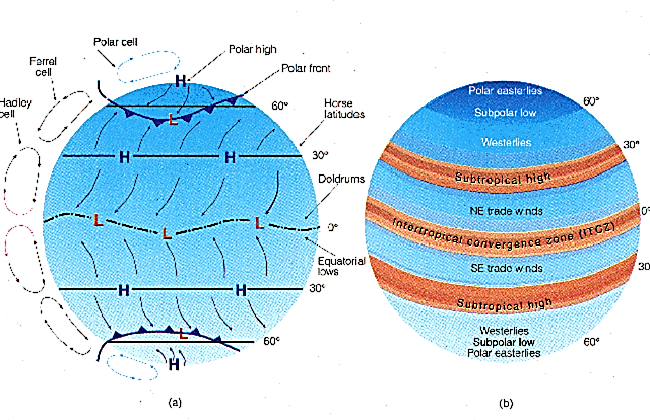 Polar cell
Polar high
Ferrel
cell
Polar front
H
60°
Hadley
cell
L
Horse
latitudes
H
H
30°
Doldrums
L
L
L
0°
Equatorial
lows
H
H
30°
L
60°
H
(a)
Polar easterlies
60°
Subpolar low
Westerlies
30°
Subtropical high
NE trade winds
0°
Intertropical convergence zone (ITCZ)
SE trade winds
30
Subtropical high
Westerlies
Subpolar low
60°
Polar easterlies
(b)